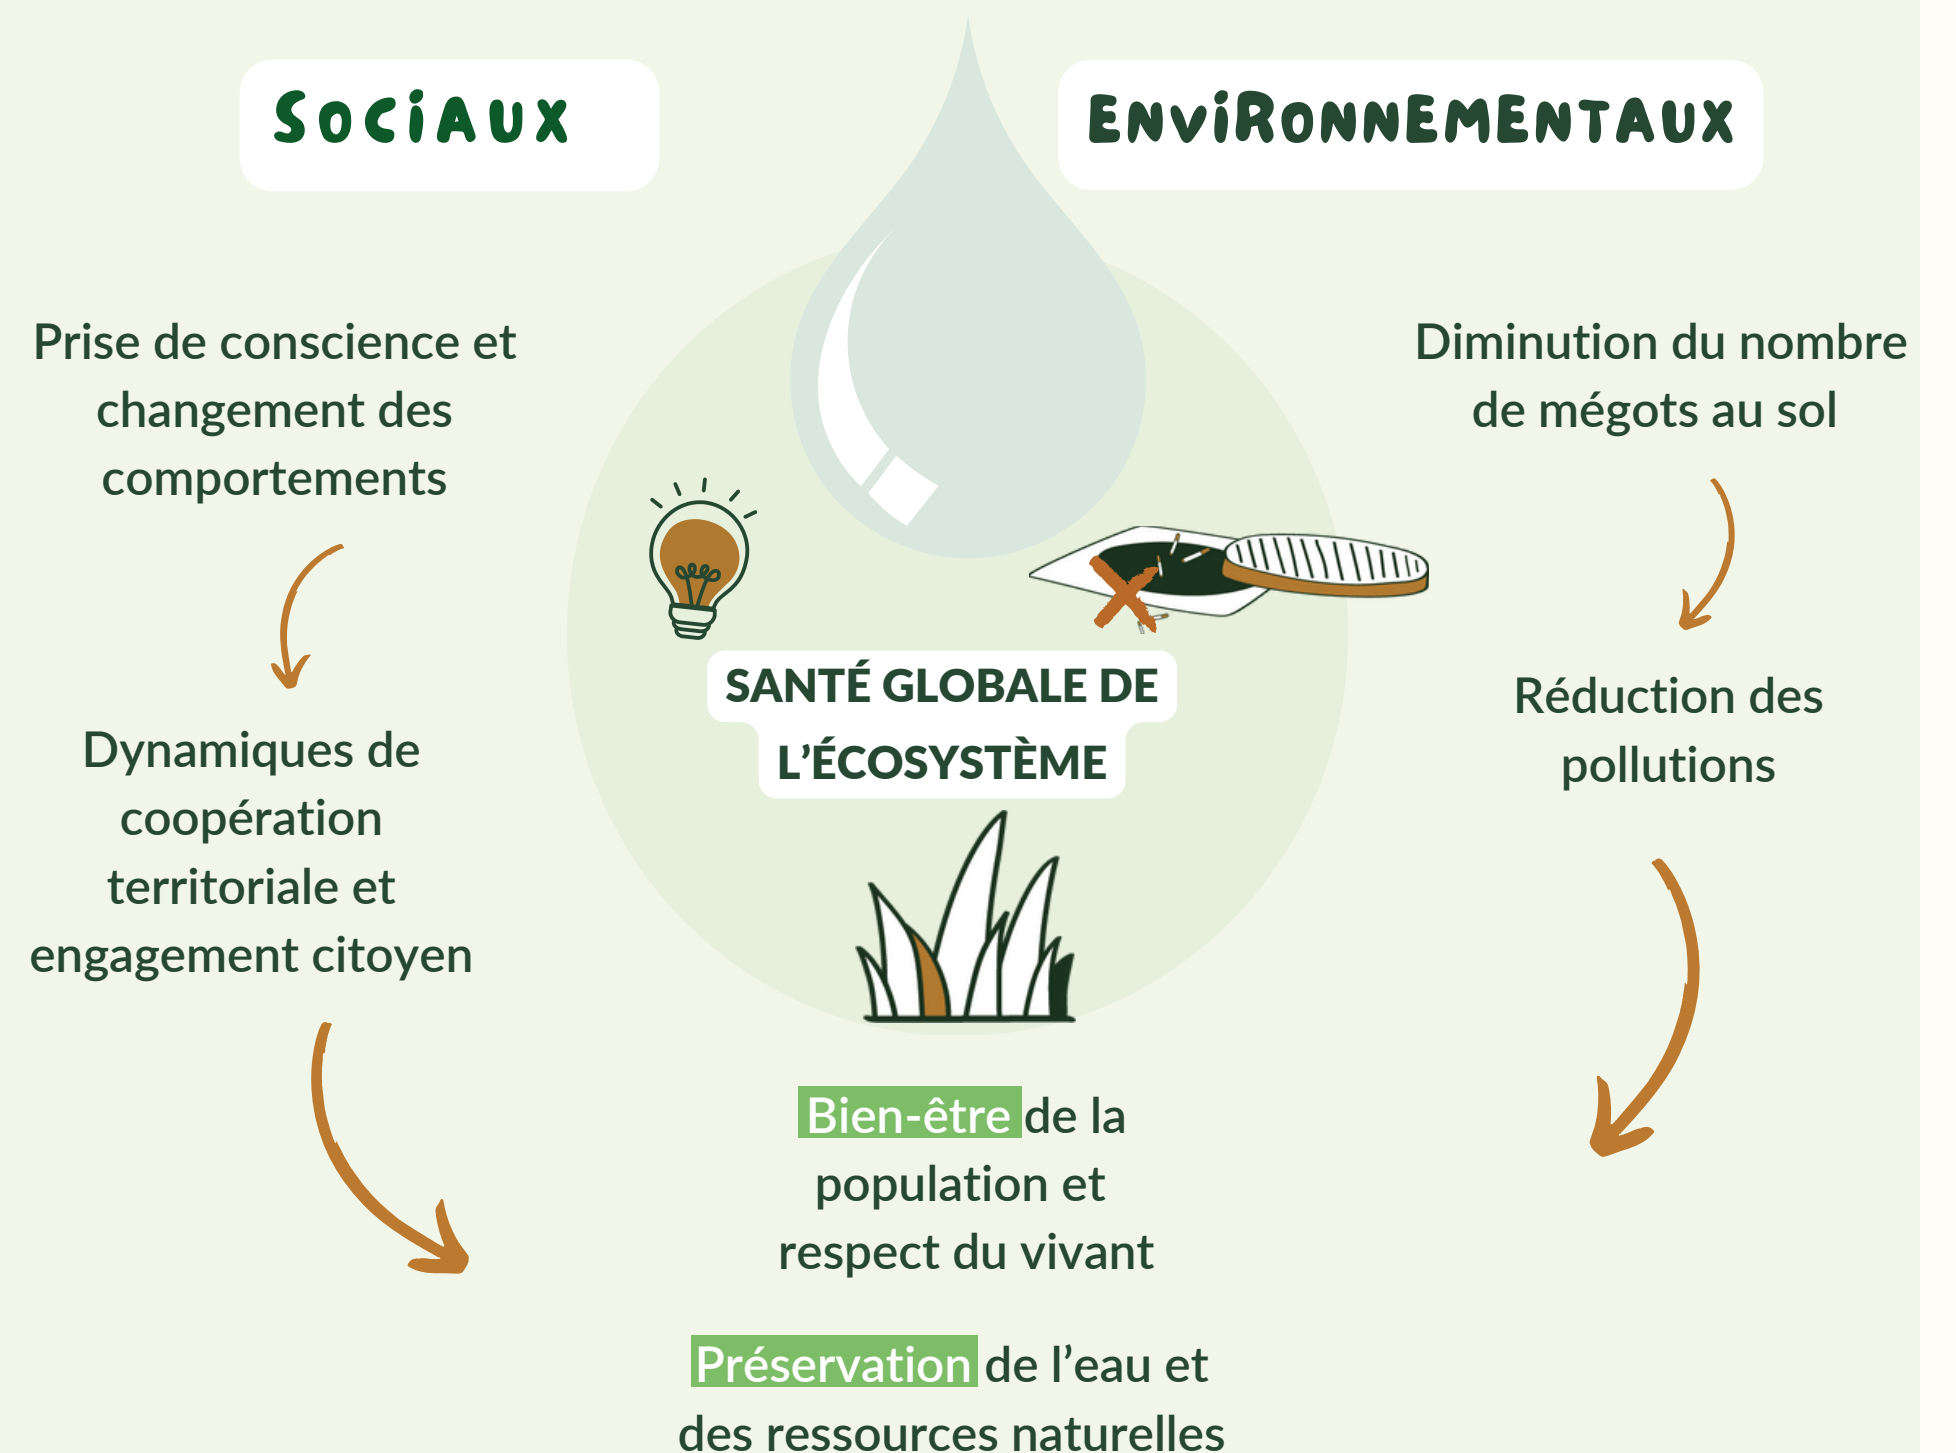 SOCiAUX
ENViRONNEMENTAUX
Prise de conscience et
changement des
comportements
Dynamiques de
coopération
territoriale et
engagement citoyen
Diminution du nombre
de mégots au sol
Réduction des
pollutions
SANTÉ GLOBALE DE
L’ÉCOSYSTÈME
Bien-être de la
population et
respect du vivant
Préservation de l’eau et
des ressources naturelles